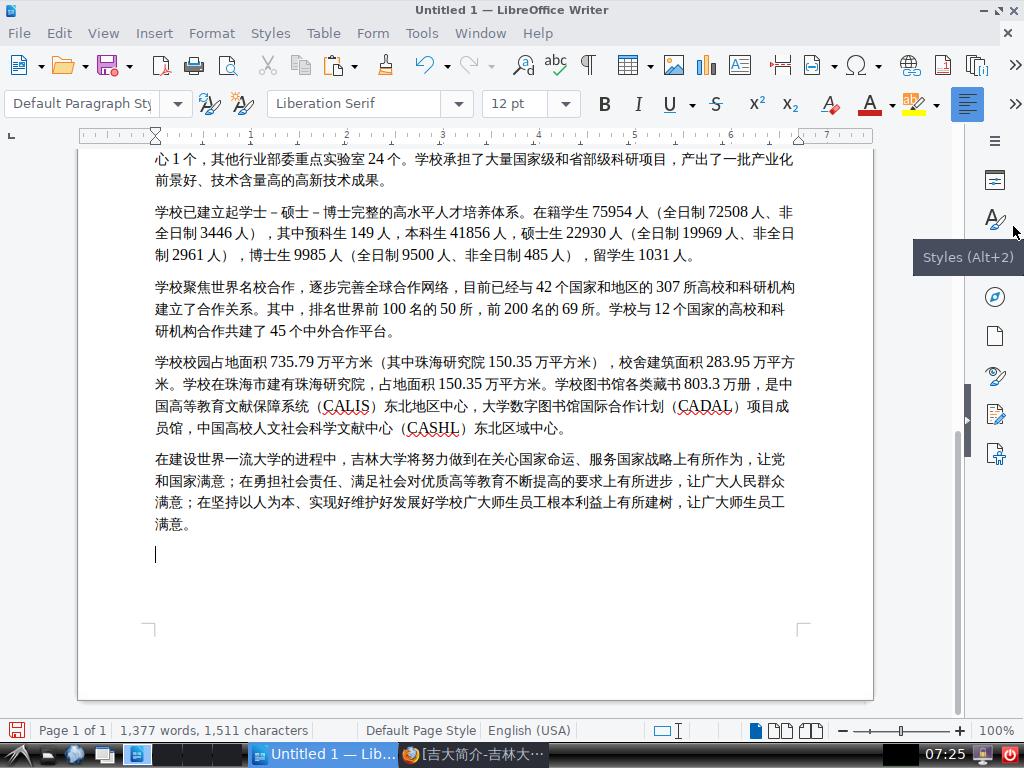 Untitled 1 — LibreOffice Writer
File Edit View Insert Format Styles Table Form Tools Window Help
Default Paragraph Sty
Liberation Serif
12 pt
1 2 3 4 5 6 7
心 1 个，其他行业部委重点实验室 24 个。学校承担了大量国家级和省部级科研项目，产出了一批产业化
前景好、技术含量高的高新技术成果。
学校已建立起学士－硕士－博士完整的高水平人才培养体系。在籍学生 75954 人（全日制 72508 人、非
全日制 3446 人），其中预科生 149 人，本科生 41856 人，硕士生 22930 人（全日制 19969 人、非全日
制 2961 人），博士生 9985 人（全日制 9500 人、非全日制 485 人），留学生 1031 人。
Styles (Alt+2)
学校聚焦世界名校合作，逐步完善全球合作网络，目前已经与 42 个国家和地区的 307 所高校和科研机构
建立了合作关系。其中，排名世界前 100 名的 50 所，前 200 名的 69 所。学校与 12 个国家的高校和科
研机构合作共建了 45 个中外合作平台。
学校校园占地面积 735.79 万平方米（其中珠海研究院 150.35 万平方米），校舍建筑面积 283.95 万平方
米。学校在珠海市建有珠海研究院，占地面积 150.35 万平方米。学校图书馆各类藏书 803.3 万册，是中
国高等教育文献保障系统（CALIS）东北地区中心，大学数字图书馆国际合作计划（CADAL）项目成
员馆，中国高校人文社会科学文献中心（CASHL）东北区域中心。
在建设世界一流大学的进程中，吉林大学将努力做到在关心国家命运、服务国家战略上有所作为，让党
和国家满意；在勇担社会责任、满足社会对优质高等教育不断提高的要求上有所进步，让广大人民群众
满意；在坚持以人为本、实现好维护好发展好学校广大师生员工根本利益上有所建树，让广大师生员工
满意。
Page 1 of 1 1,377 words, 1,511 characters Default Page Style English (USA) 100%
Untitled 1 — Lib... [吉大简介-吉林大… 07:25